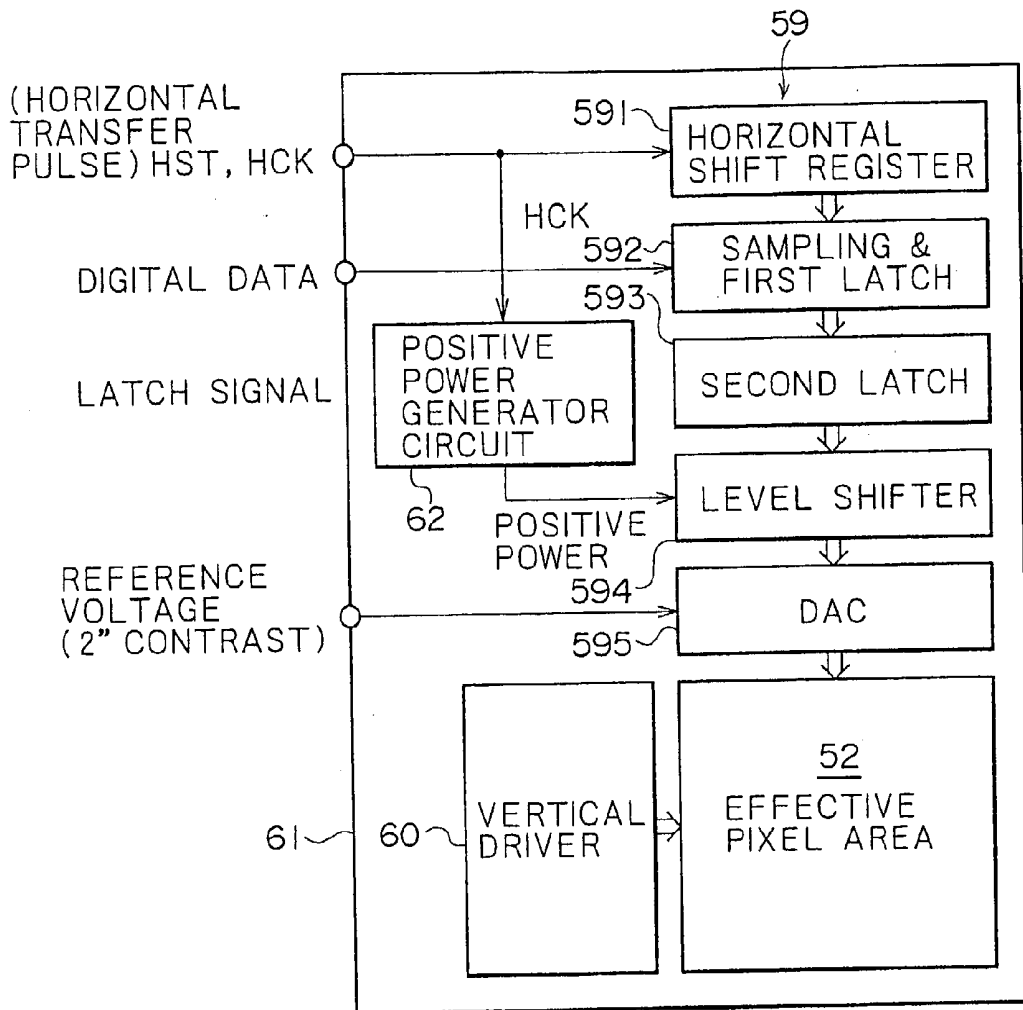 59
(HORIZONTAL
TRANSFER
PULSE) HST, HCK
591
HORIZONTAL
SHIFT REGISTER
HCK
592
SAMPLING &
FIRST LATCH
DIGITAL DATA
593
POSITIVE
POWER
GENERATOR
CIRCUIT
SECOND LATCH
LATCH SIGNAL
62
LEVEL SHIFTER
POSITIVE
POWER
594
REFERENCE
VOLTAGE
(2" CONTRAST)
DAC
595
52
EFFECTIVE
PIXEL AREA
VERTICAL
DRIVER
60
61